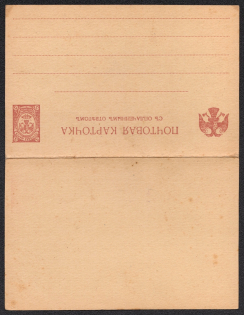 ПОЧТОВАЯ КАРТОЧКА
СЪ ОПЛАЧЕННЫМЪ ОТВѢТОМЪ.